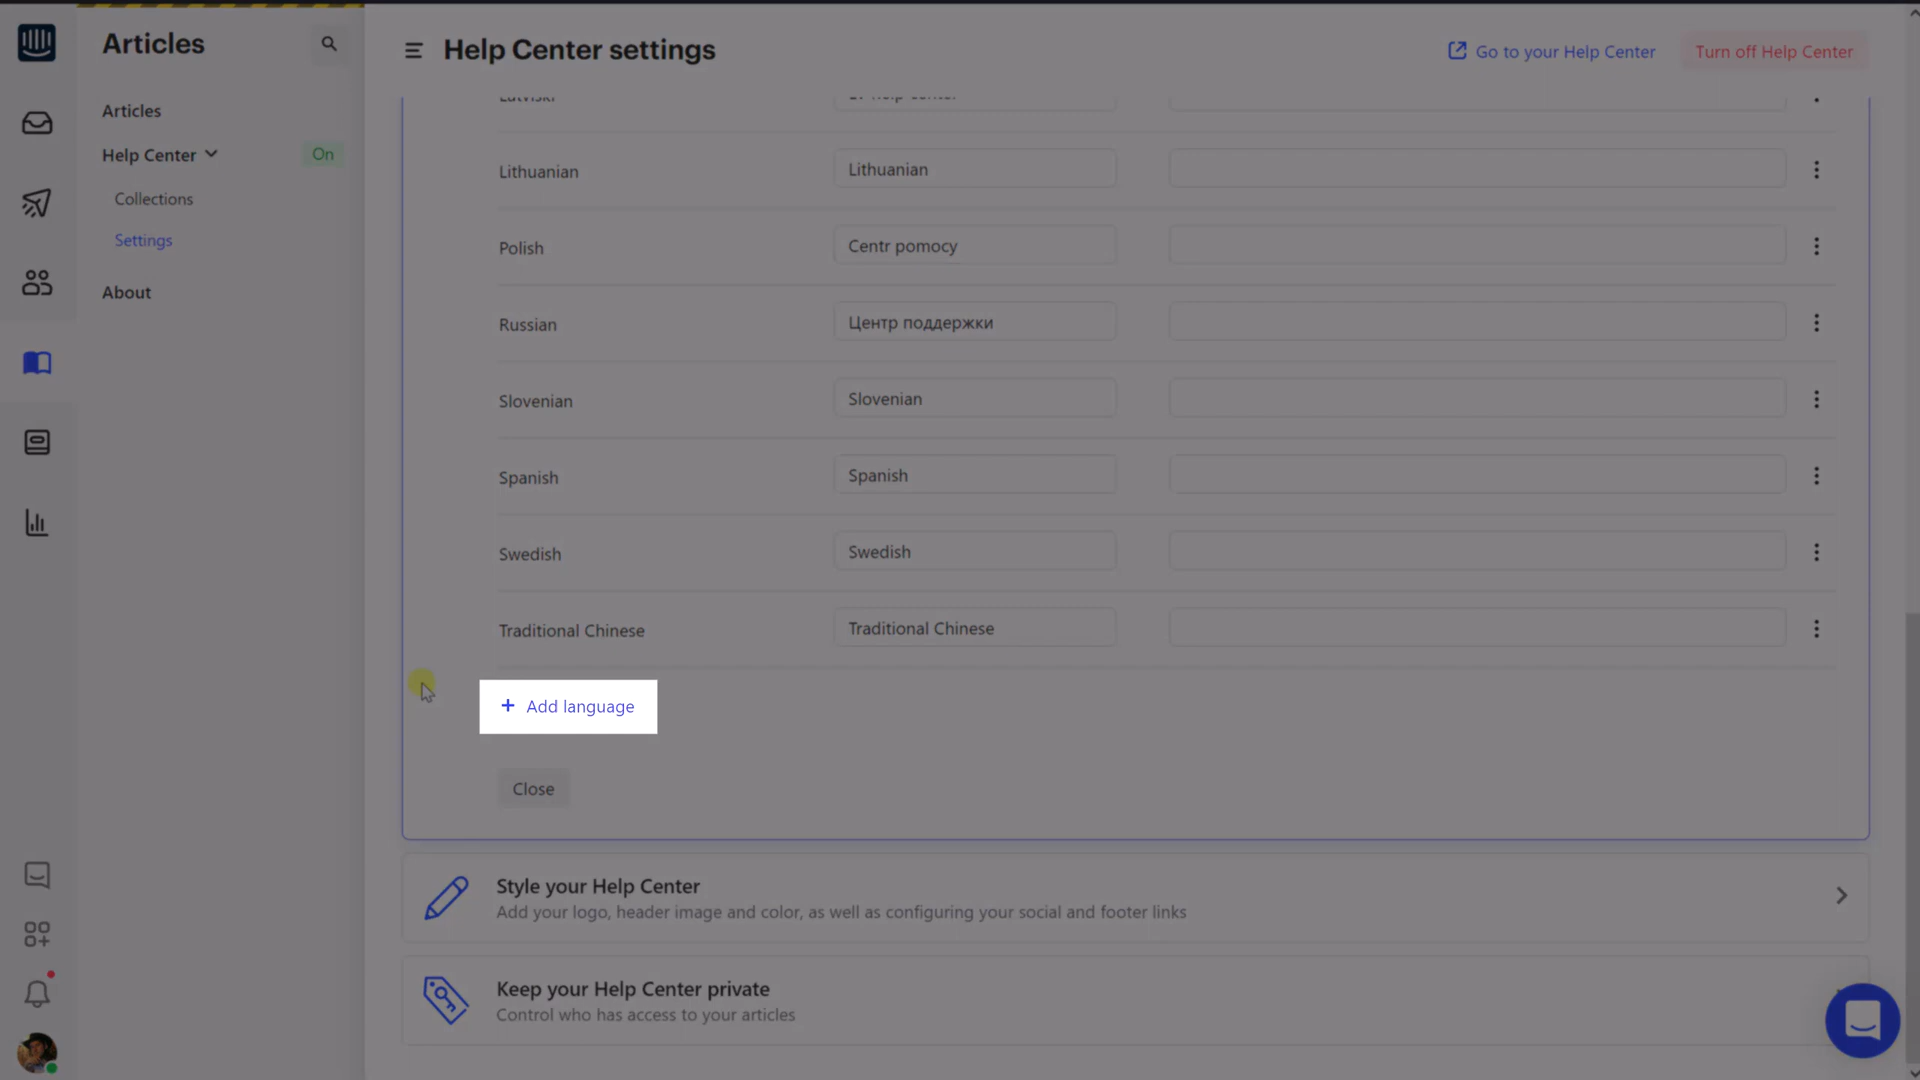 Articles
Help Center settings
Go to your Help Center
Turn off Help Center
Articles
Help Center
On
Collections
Settings
About
Lithuanian
Lithuanian
Polish
Centr pomocy
Russian
Центр поддержки
Slovenian
Slovenian
Spanish
Spanish
Swedish
Swedish
Traditional Chinese
Traditional Chinese
+ Add language
Close
Style your Help Center
Add your logo, header image and color, as well as configuring your social and footer links
Keep your Help Center private
Control who has access to your articles